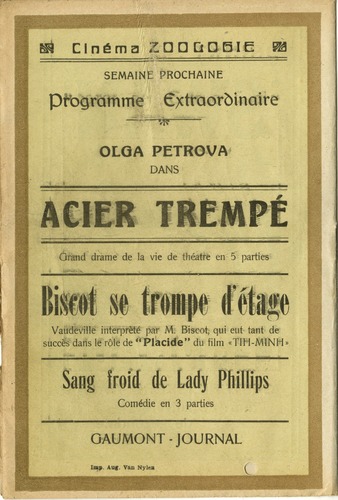 Cinéma ZOOLOGIE
SEMAINE PROCHAINE
Programme Extraordinaire
OLGA PETROVA
DANS
ACIER TREMPÉ
Grand drame de la vie de théatre en 5 parties
Biscot se trompe d'étage
Vaudeville interprèté par M. Biscot, qui eut tant de
succès dans le rôle de "Placide" du film «TIH-MINH»
Sang froid de Lady Phillips
Comédie en 3 parties
GAUMONT - JOURNAL
Imp. Aug. Van Nylen